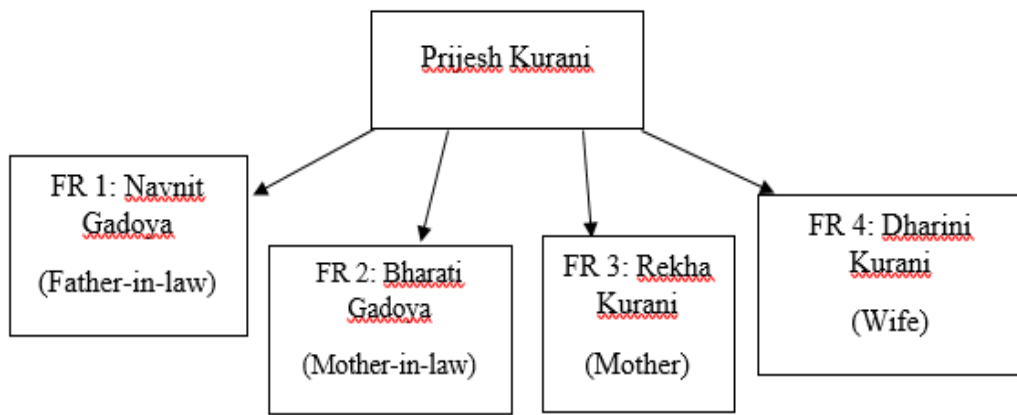 Prijesh Kurani
FR 1: Navnit
Gadoya
(Father-in-law)
FR 2: Bharati
Gadoya
(Mother-in-law)
FR 3: Rekha
Kurani
(Mother)
FR 4: Dharini
Kurani
(Wife)